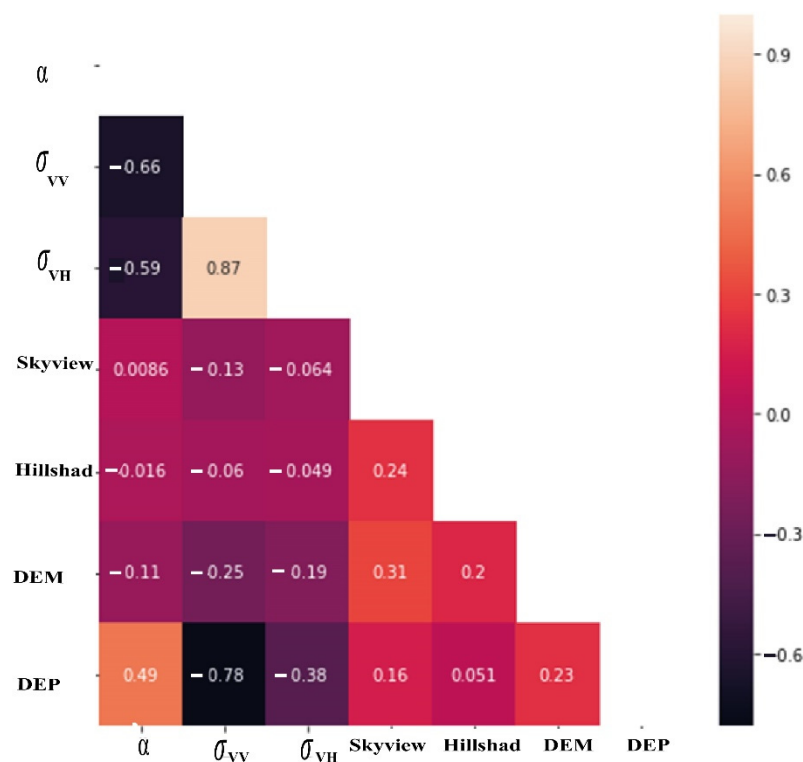 α
σVV
-0.66
σVH
-0.59 0.87
Skyview 0.0086 -0.13 -0.064
Hillshad -0.016 -0.06 -0.049 0.24
DEM -0.11 -0.25 -0.19 0.31 0.2
DEP 0.49 -0.78 -0.38 0.16 0.051 0.23
α σVV σVH Skyview Hillshad DEM DEP
0.9
0.6
0.3
0.0
-0.3
-0.6